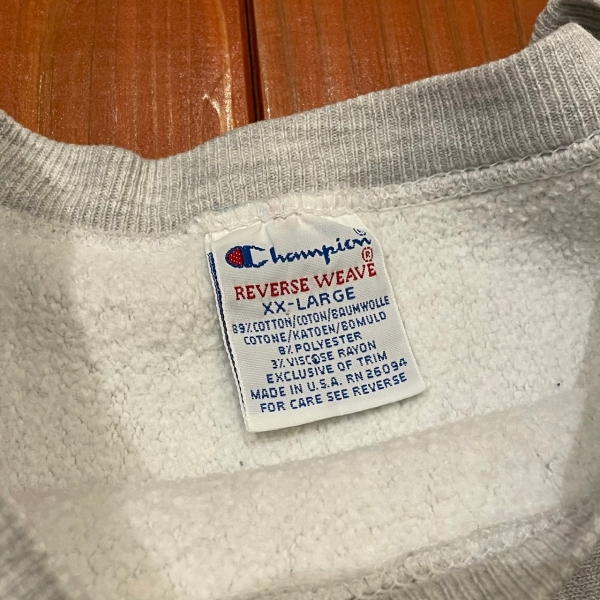 Champion®
REVERSE WEAVE®
XX-LARGE
89% COTTON/COTON/BAUMWOLLE
COTONE/KATOEN/BOMULD
8% POLYESTER
3% VISCOSE RAYON
EXCLUSIVE OF TRIM
MADE IN U.S.A. RN 26094
FOR CARE SEE REVERSE